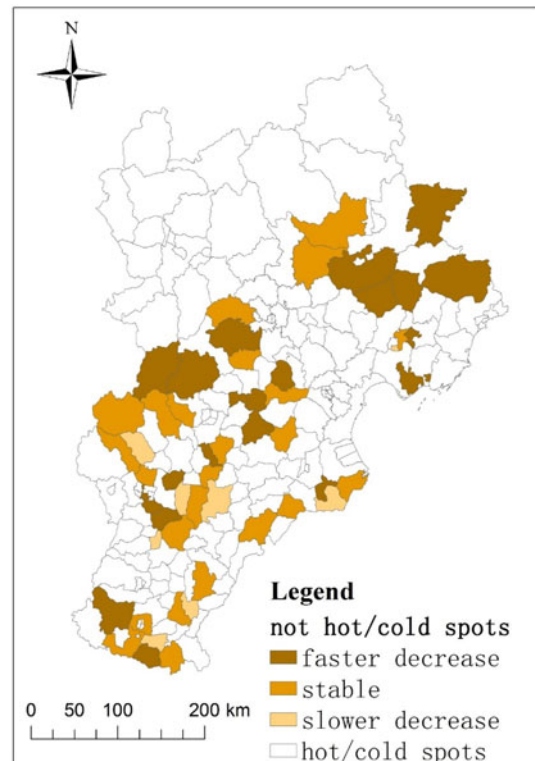 N
Legend
not hot/cold spots
faster decrease
stable
slower decrease
hot/cold spots
0 50 100 200 km